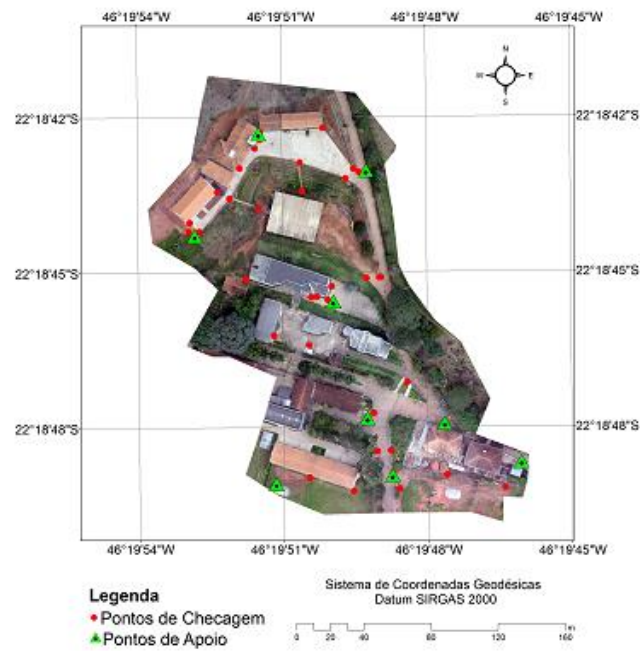 46°19'54"W 46°19'51"W 46°19'48"W 46°19'45"W
N
W E
S
22°18'42"S 22°18'42"S
22°18'45"S 22°18'45"S
22°18'48"S 22°18'48"S
46°19'54"W 46°19'51"W 46°19'48"W 46°19'45"W
Legenda
Pontos de Checagem
Pontos de Apoio
Sistema de Coordenadas Geodésicas
Datum SIRGAS 2000
m
0 10 20 40 80 120 160